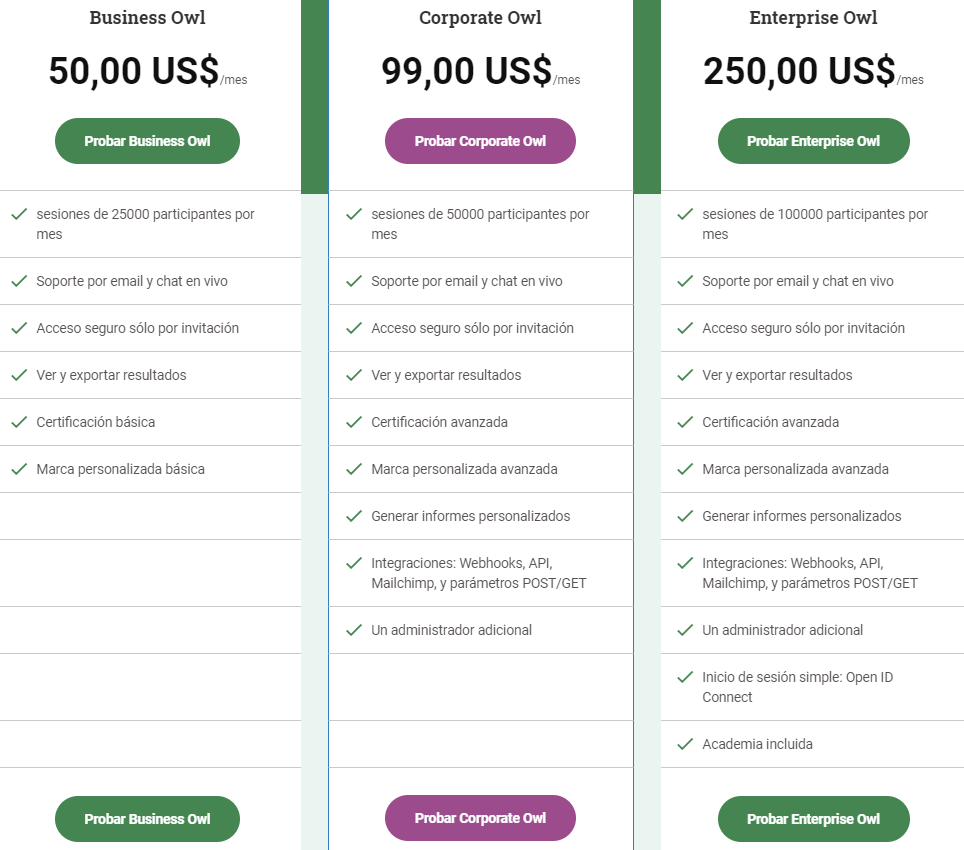 Business Owl
50,00 US$/mes
Probar Business Owl
sesiones de 25000 participantes por
mes
Soporte por email y chat en vivo
Acceso seguro sólo por invitación
Ver y exportar resultados
Certificación básica
Marca personalizada básica
Probar Business Owl
Corporate Owl
99,00 US$/mes
Probar Corporate Owl
sesiones de 50000 participantes por
mes
Soporte por email y chat en vivo
Acceso seguro sólo por invitación
Ver y exportar resultados
Certificación avanzada
Marca personalizada avanzada
Generar informes personalizados
Integraciones: Webhooks, API,
Mailchimp, y parámetros POST/GET
Un administrador adicional
Probar Corporate Owl
Enterprise Owl
250,00 US$/mes
Probar Enterprise Owl
sesiones de 100000 participantes por
mes
Soporte por email y chat en vivo
Acceso seguro sólo por invitación
Ver y exportar resultados
Certificación avanzada
Marca personalizada avanzada
Generar informes personalizados
Integraciones: Webhooks, API,
Mailchimp, y parámetros POST/GET
Un administrador adicional
Inicio de sesión simple: Open ID
Connect
Academia incluida
Probar Enterprise Owl